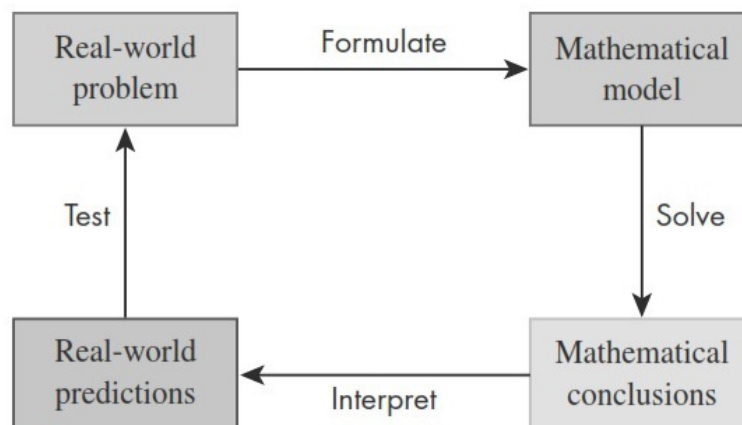 Real-world
problem
Formulate
Mathematical
model
Test
Solve
Real-world
predictions
Interpret
Mathematical
conclusions